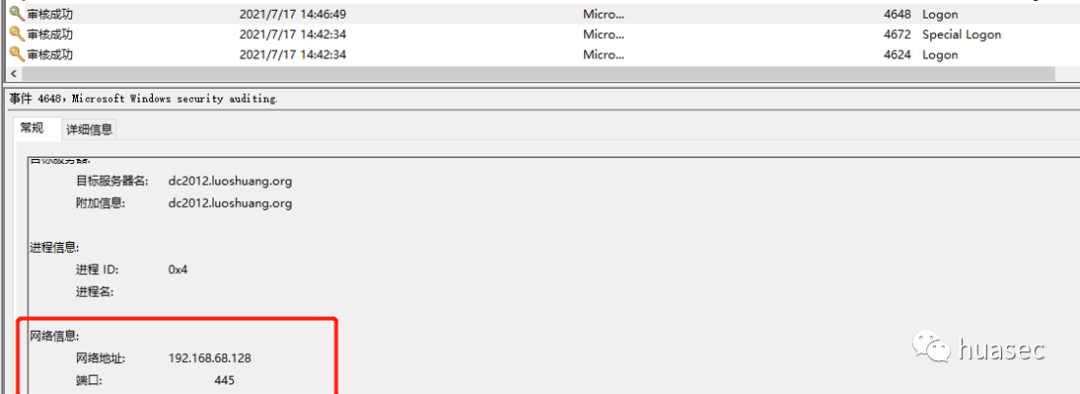 审核成功 2021/7/17 14:46:49 Micro... 4648 Logon
审核成功 2021/7/17 14:42:34 Micro... 4672 Special Logon
审核成功 2021/7/17 14:42:34 Micro... 4624 Logon
事件 4648，Microsoft Windows security auditing.
常规 详细信息
目标服务器:
目标服务器名: dc2012.luoshuang.org
附加信息: dc2012.luoshuang.org
进程信息:
进程 ID: 0x4
进程名:
网络信息:
网络地址: 192.168.68.128
端口: 445
huasec